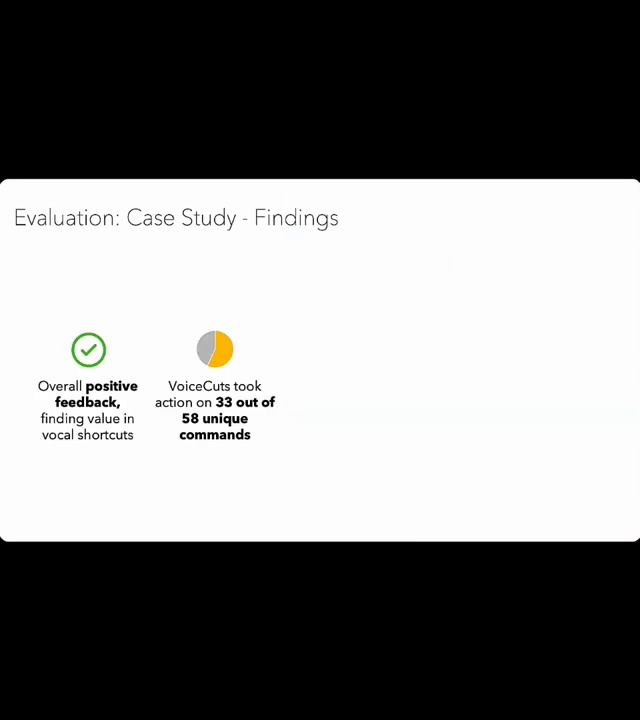 Evaluation: Case Study - Findings
Overall positive
feedback,
finding value in
vocal shortcuts
VoiceCuts took
action on 33 out of
58 unique
commands